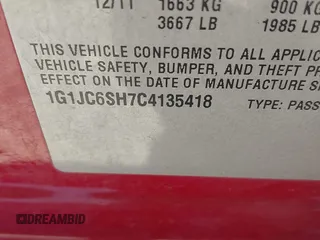 12/11 1663 KG 900 KG
3667 LB 1985 LB
THIS VEHICLE CONFORMS TO ALL APPLIC
VEHICLE SAFETY, BUMPER, AND THEFT P
EFFECT ON THE DATE OF MANUFACTURE S
1G1JC6SH7C4135418 TYPE: PASS
DREAMBID